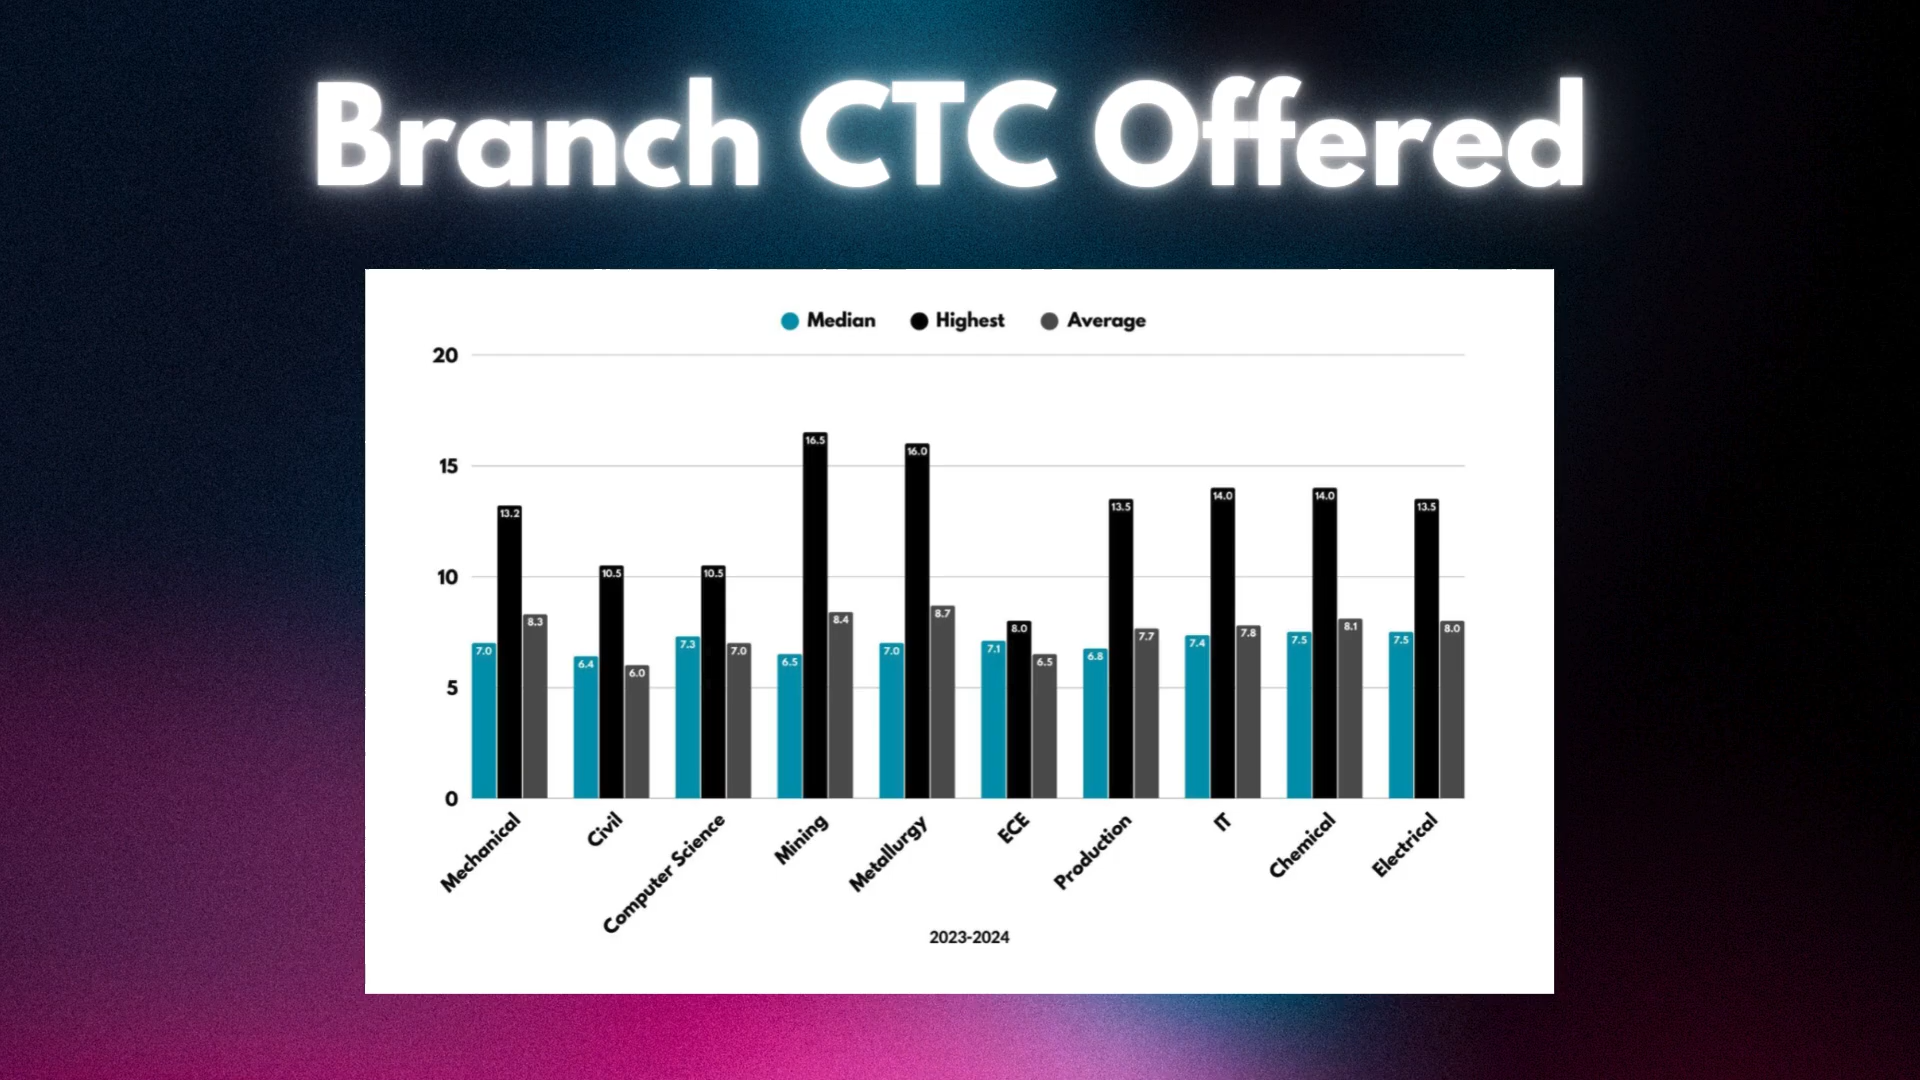 Branch CTC Offered
Median Highest Average
20
15
10
5
0
7.0 13.2 8.3
6.4 10.5 6.0
7.3 10.5 7.0
6.5 16.5 8.4
7.0 16.0 8.7
7.1 8.0 6.5
6.8 13.5 7.7
7.4 14.0 7.8
7.5 14.0 8.1
7.5 13.5 8.0
Mechanical
Civil
Computer Science
Mining
Metallurgy
ECE
Production
IT
Chemical
Electrical
2023-2024